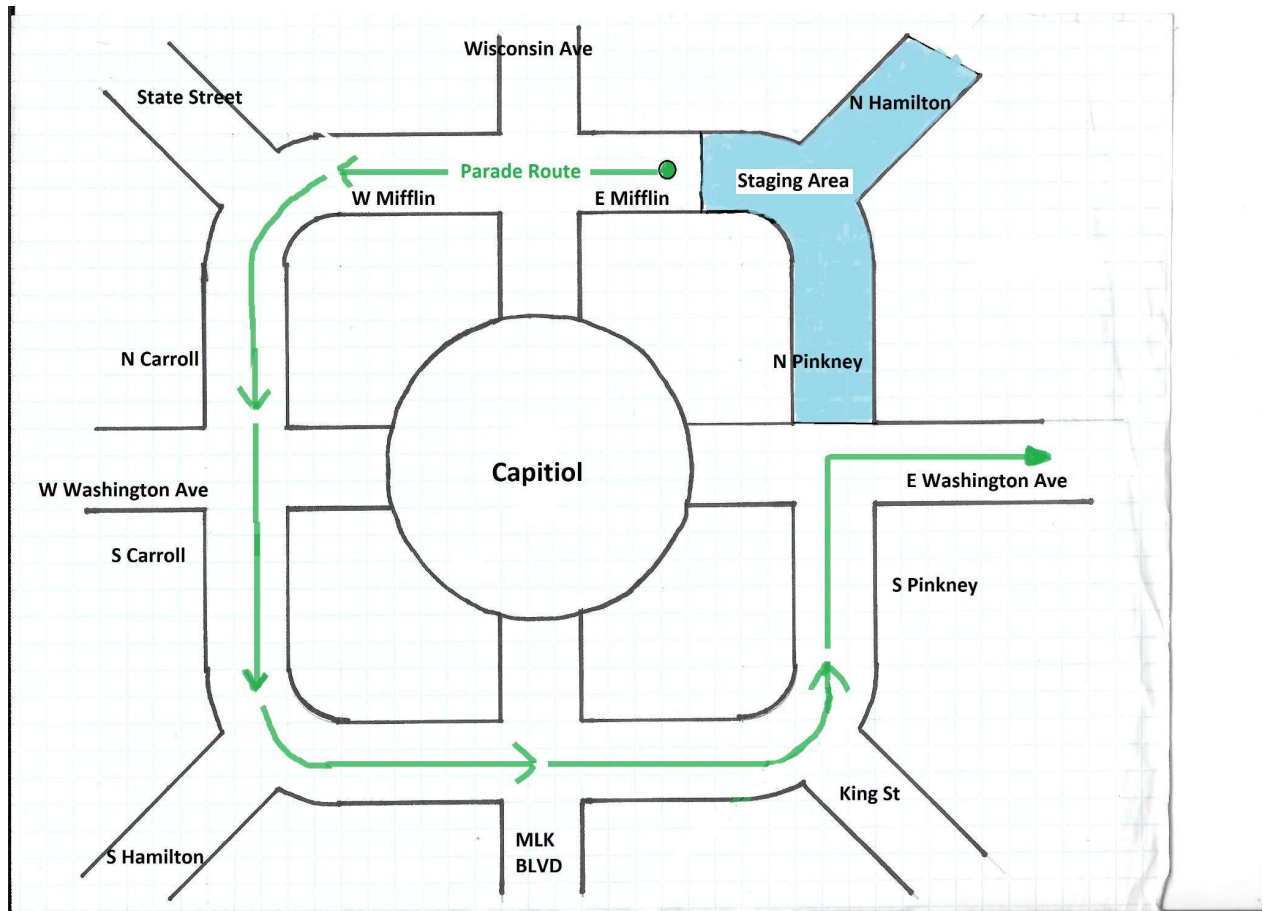 Wisconsin Ave
State Street
N Hamilton
Parade Route
Staging Area
W Mifflin
E Mifflin
N Carroll
N Pinkney
Capitiol
W Washington Ave
E Washington Ave
S Carroll
S Pinkney
King St
MLK
BLVD
S Hamilton